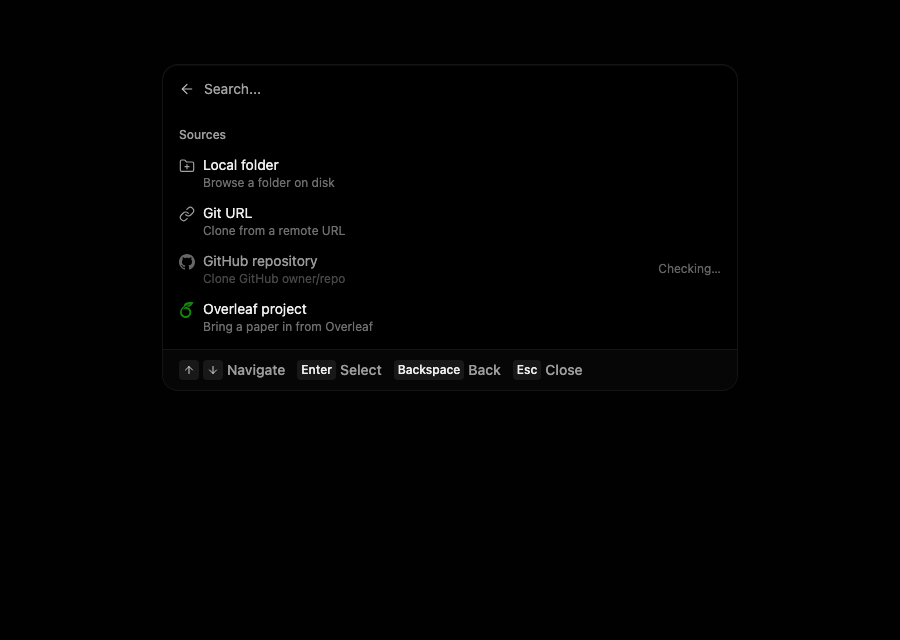 Search...
Sources
Local folder
Browse a folder on disk
Git URL
Clone from a remote URL
GitHub repository
Clone GitHub owner/repo
Checking...
Overleaf project
Bring a paper in from Overleaf
↑ ↓ Navigate Enter Select Backspace Back Esc Close